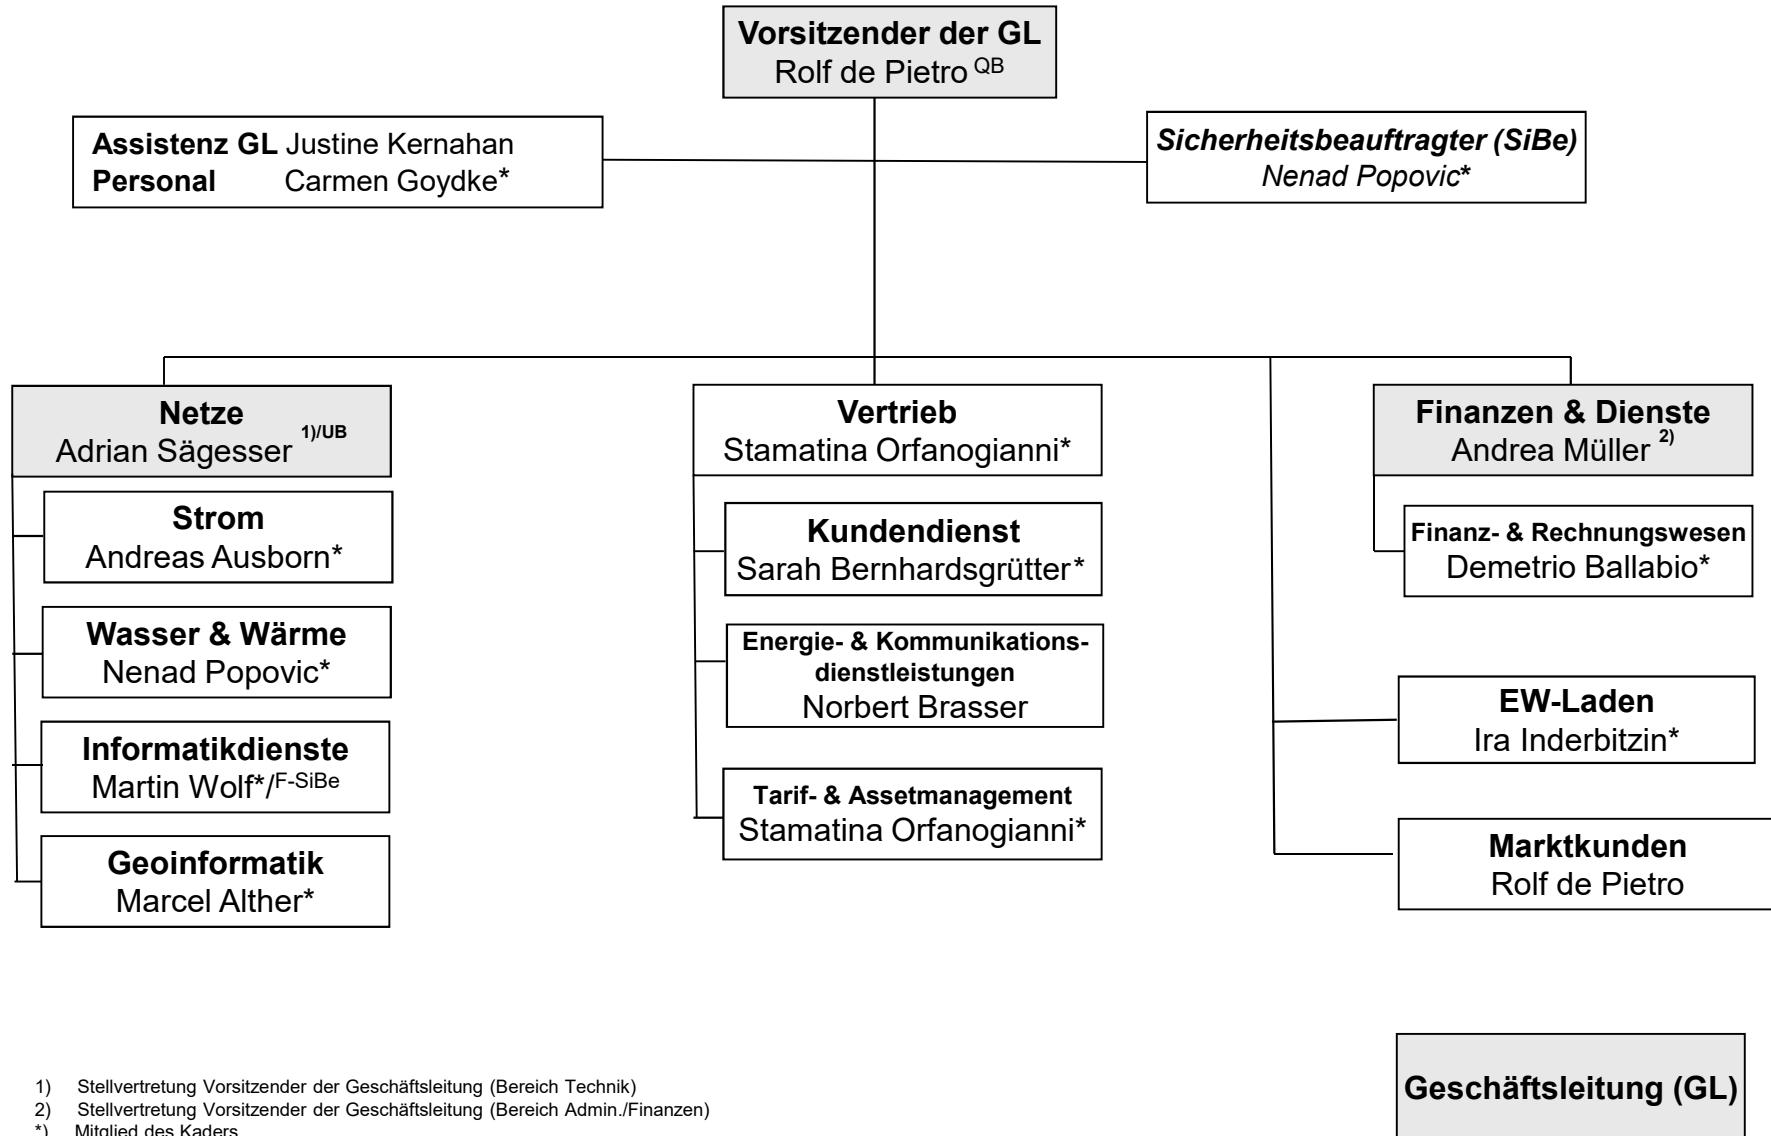 Vorsitzender der GL
Rolf de Pietro QB
Assistenz GL Justine Kernahan
Personal Carmen Goydke*
Sicherheitsbeauftragter (SiBe)
Nenad Popovic*
Netze
Adrian Sägesser 1)/UB
Strom
Andreas Ausborn*
Wasser & Wärme
Nenad Popovic*
Informatikdienste
Martin Wolf*/F-SiBe
Geoinformatik
Marcel Alther*
Vertrieb
Stamatina Orfanogianni*
Kundendienst
Sarah Bernhardsgrütter*
Energie- & Kommunikations-
dienstleistungen
Norbert Brasser
Tarif- & Assetmanagement
Stamatina Orfanogianni*
Finanzen & Dienste
Andrea Müller 2)
Finanz- & Rechnungswesen
Demetrio Ballabio*
EW-Laden
Ira Inderbitzin*
Marktkunden
Rolf de Pietro
Geschäftsleitung (GL)
1) Stellvertretung Vorsitzender der Geschäftsleitung (Bereich Technik)
2) Stellvertretung Vorsitzender der Geschäftsleitung (Bereich Admin./Finanzen)
*) Mitglied des Kaders